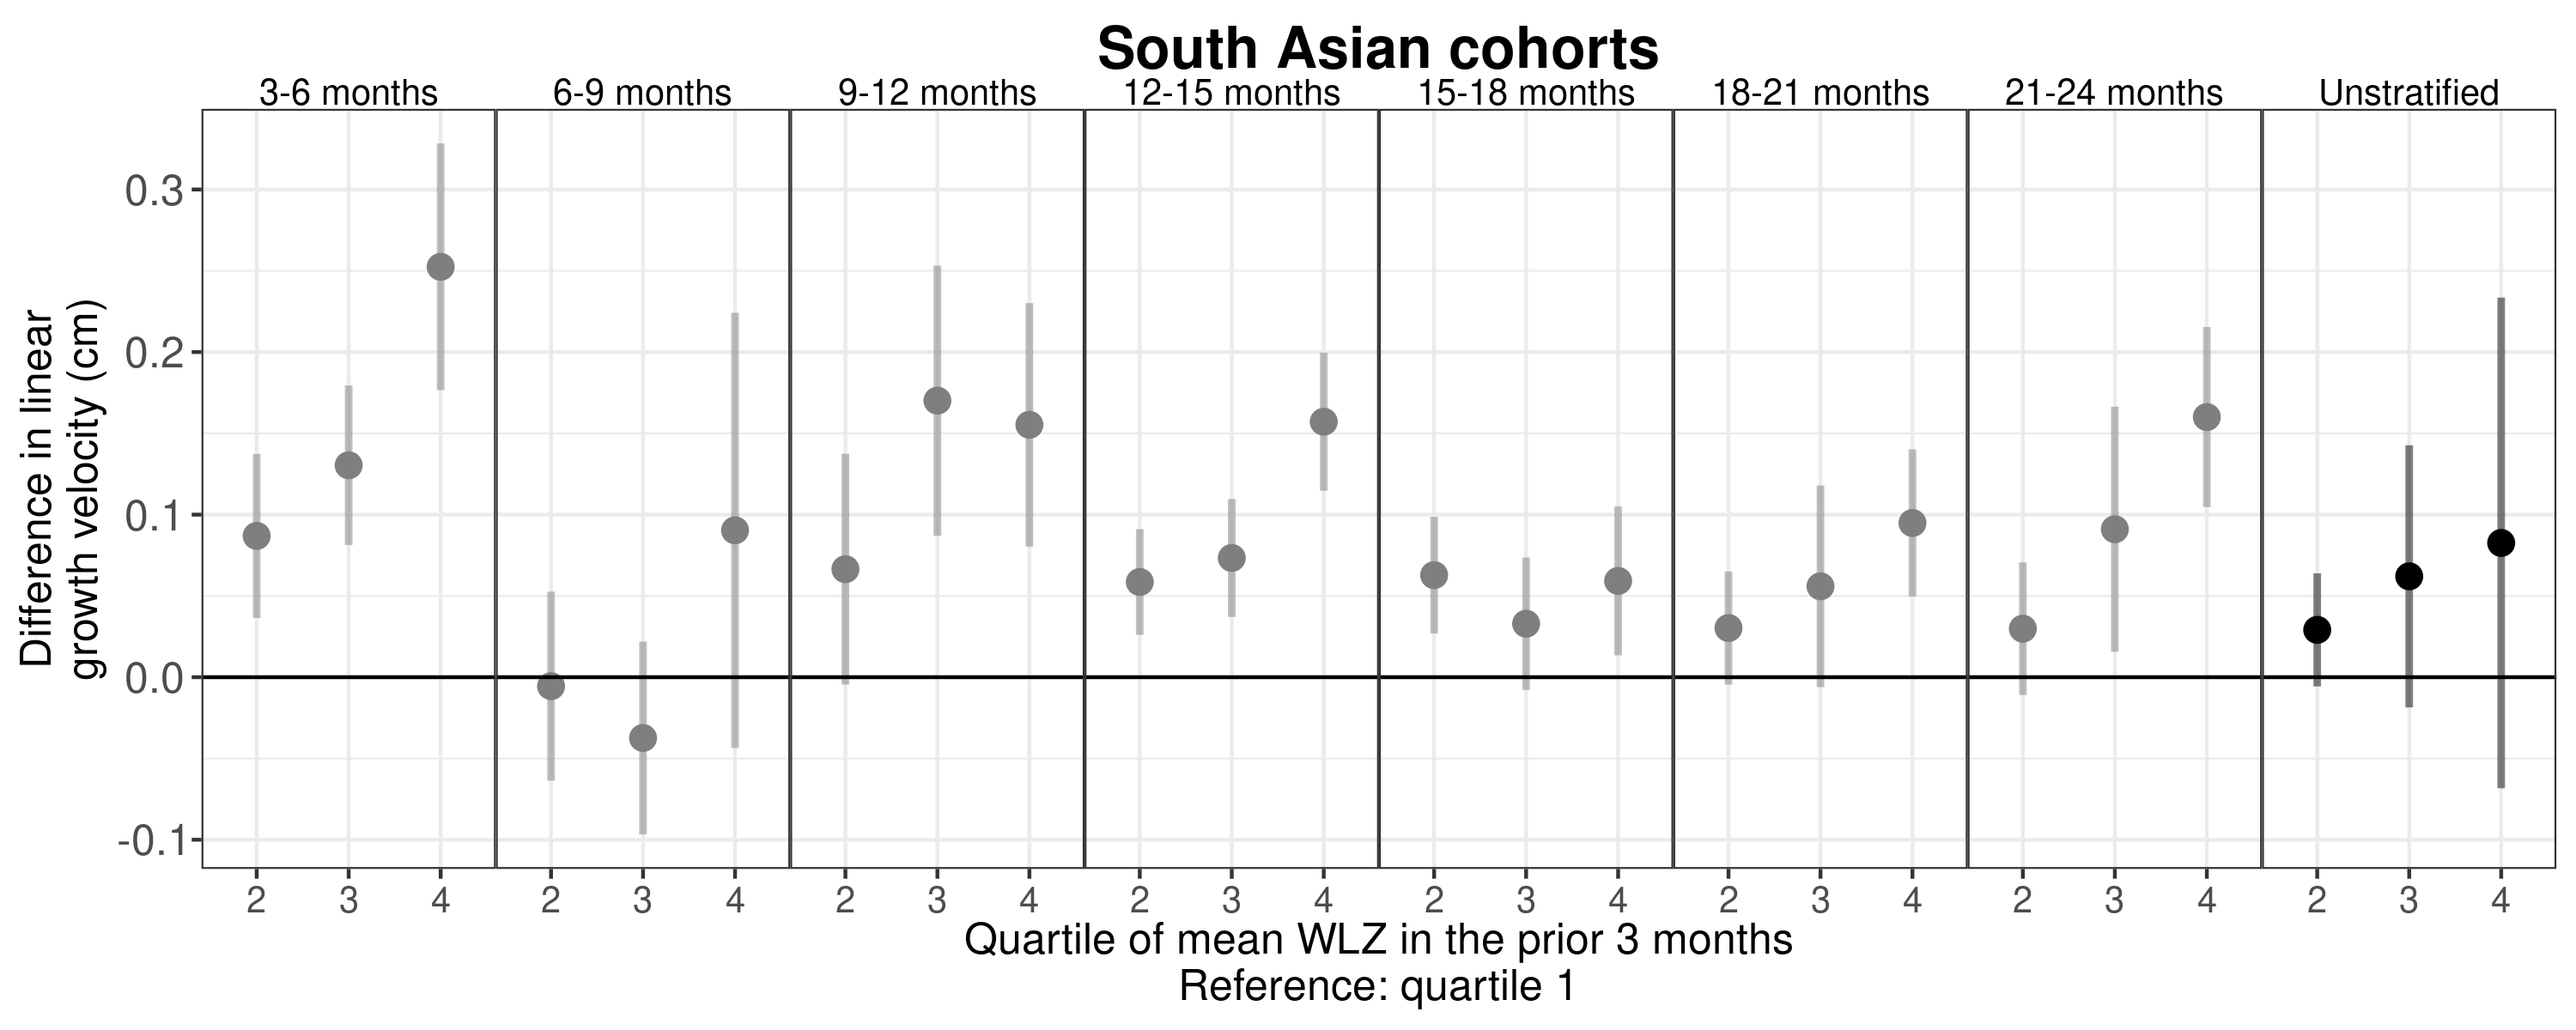 South Asian cohorts
3-6 months 6-9 months 9-12 months 12-15 months 15-18 months 18-21 months 21-24 months Unstratified
Difference in linear
growth velocity (cm)
0.3
0.2
0.1
0.0
-0.1
2 3 4 2 3 4 2 3 4 2 3 4 2 3 4 2 3 4 2 3 4 2 3 4
Quartile of mean WLZ in the prior 3 months
Reference: quartile 1